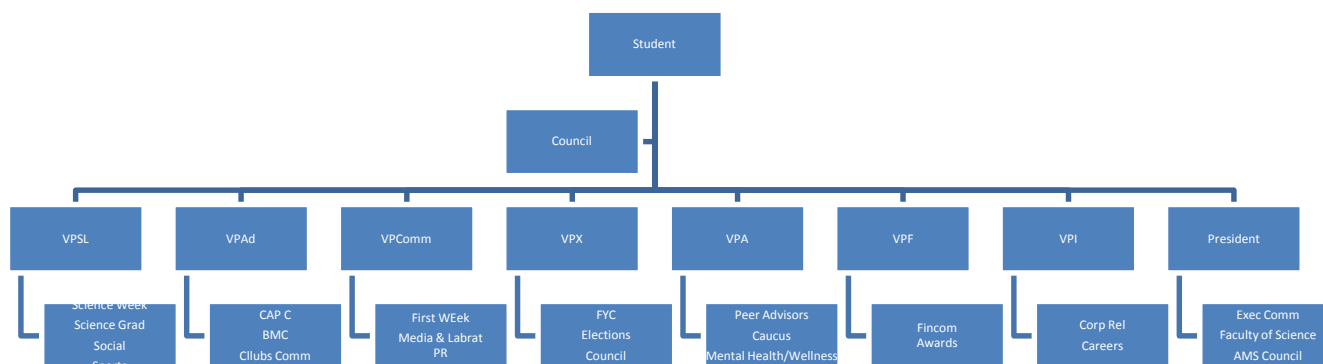 Student
Council
VPSL
VPAd
VPComm
VPX
VPA
VPF
VPI
President
Science Week
Science Grad
Social
Sports
CAP C
BMC
Cllubs Comm
First WEek
Media & Labrat
PR
FYC
Elections
Council
Peer Advisors
Caucus
Mental Health/Wellness
Fincom
Awards
Corp Rel
Careers
Exec Comm
Faculty of Science
AMS Council